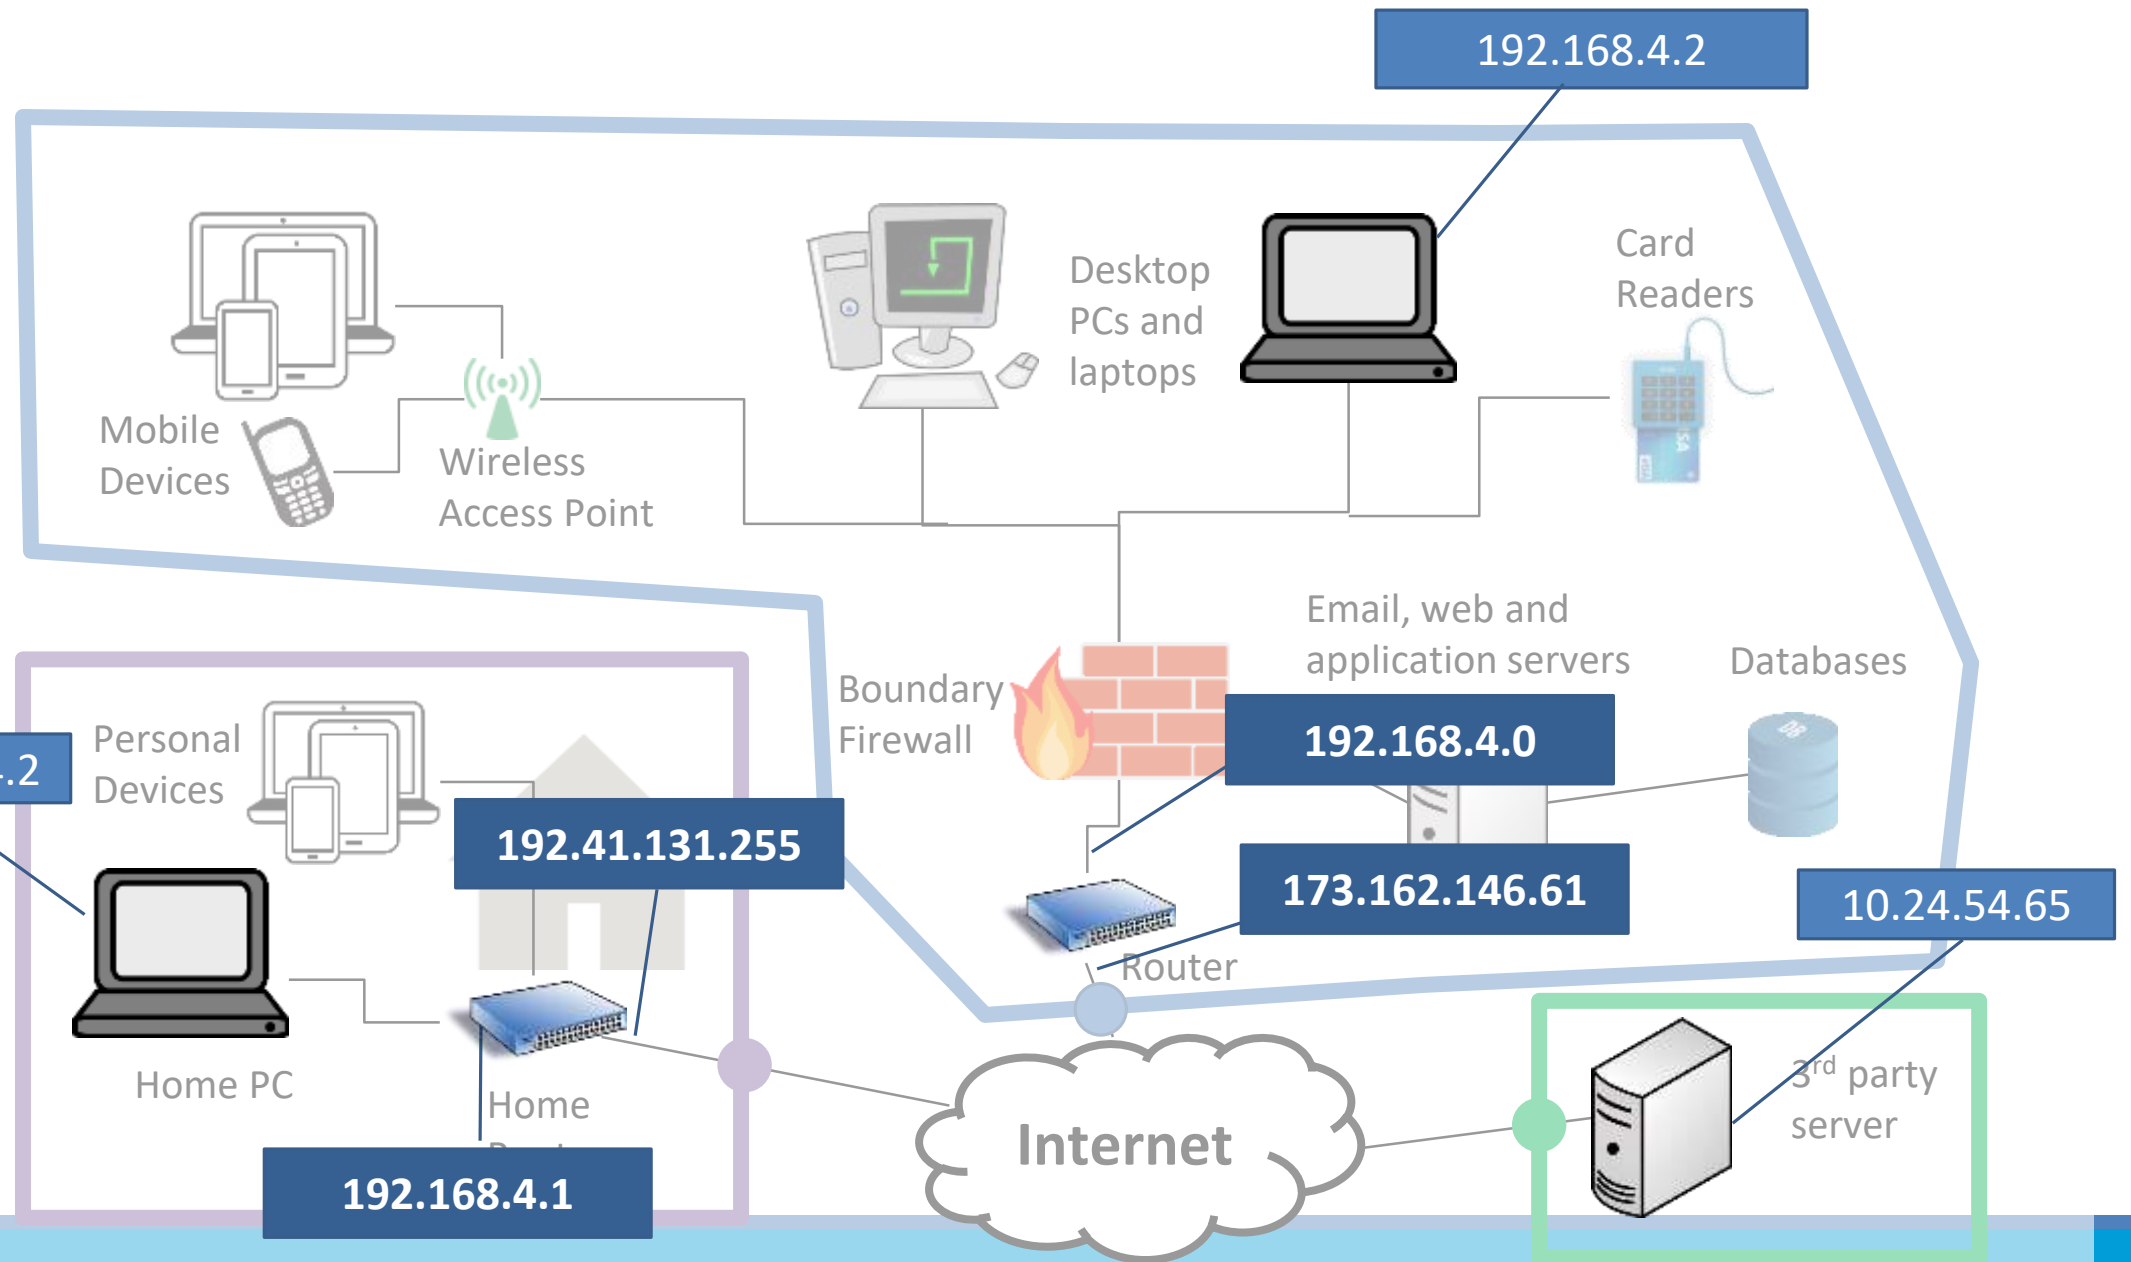 192.168.4.2
Card
Readers
Desktop
PCs and
laptops
Mobile
Devices
Wireless
Access Point
Email, web and
application servers
Databases
Boundary
Firewall
192.168.4.0
Personal
Devices
.2
192.41.131.255
173.162.146.61
10.24.54.65
Router
Home PC
Home
192.168.4.1
Internet
3rd party
server